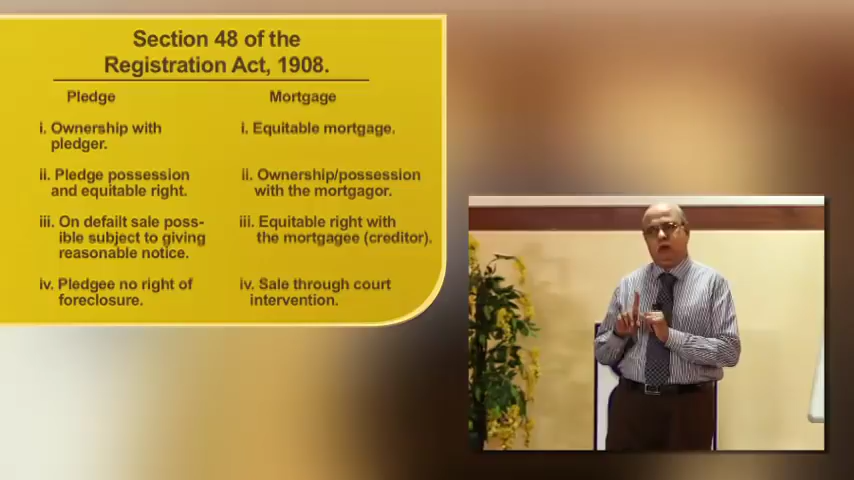 Section 48 of the
Registration Act, 1908.
Pledge
i. Ownership with
pledger.
ii. Pledge possession
and equitable right.
iii. On defailt sale poss-
ible subject to giving
reasonable notice.
iv. Pledgee no right of
foreclosure.
Mortgage
i. Equitable mortgage.
ii. Ownership/possession
with the mortgagor.
iii. Equitable right with
the mortgagee (creditor).
iv. Sale through court
intervention.